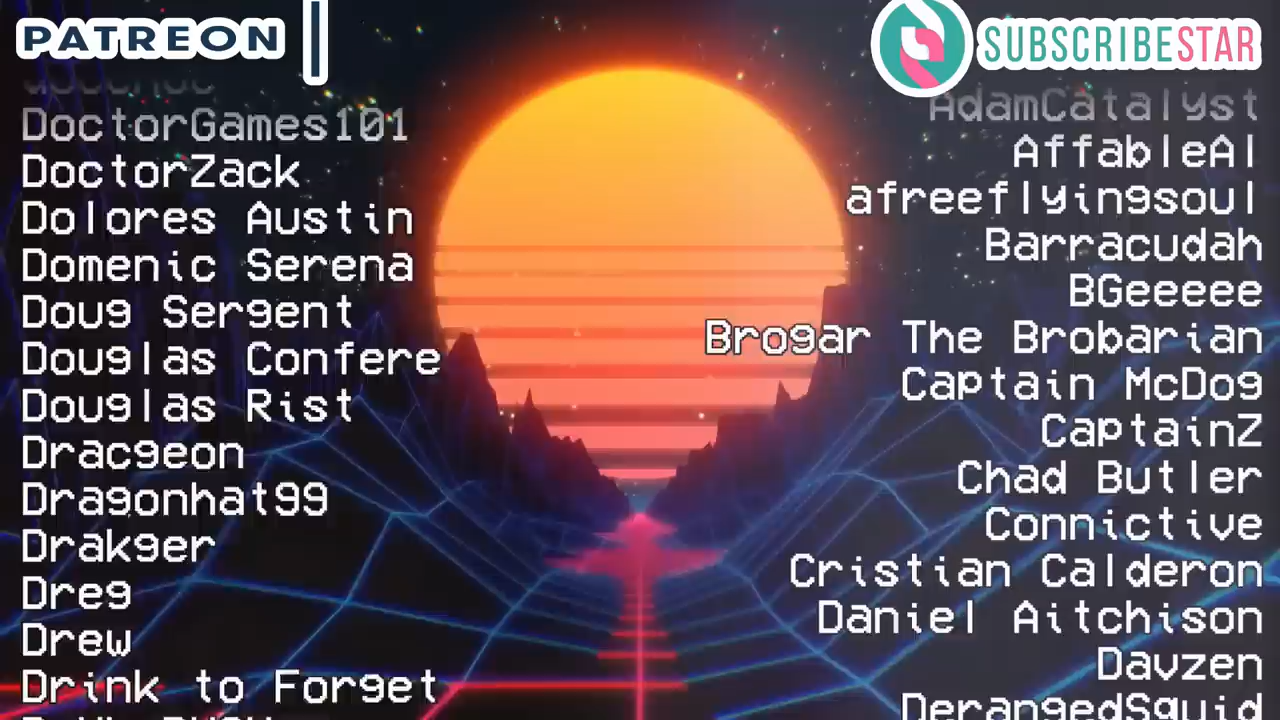 PATREON
DoctorGames101
DoctorZack
Dolores Austin
Domenic Serena
Doug Sergent
Douglas Confere
Douglas Rist
Dracgeon
Dragonhat99
Drakger
Dreg
Drew
Drink to Forget
SUBSCRIBESTAR
AdamCatalyst
AffableAl
afreeflyingsoul
Barracudah
BGeeeee
Brogar The Brobarian
Captain McDog
CaptainZ
Chad Butler
Connictive
Cristian Calderon
Daniel Aitchison
Davzen
DerangedSquid